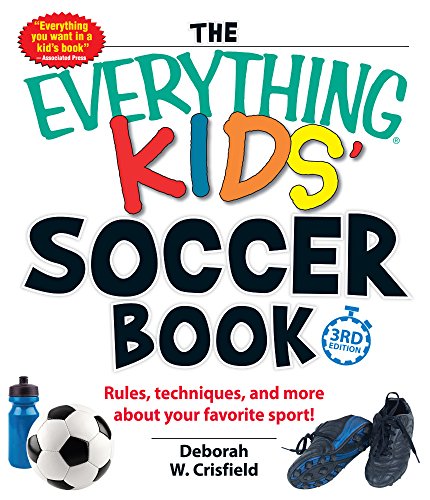 "Everything
you want in a
kid's book"
– Associated Press
THE
EVERYTHING®
KIDS'
SOCCER
BOOK
3RD
EDITION
Rules, techniques, and more
about your favorite sport!
Deborah
W. Crisfield